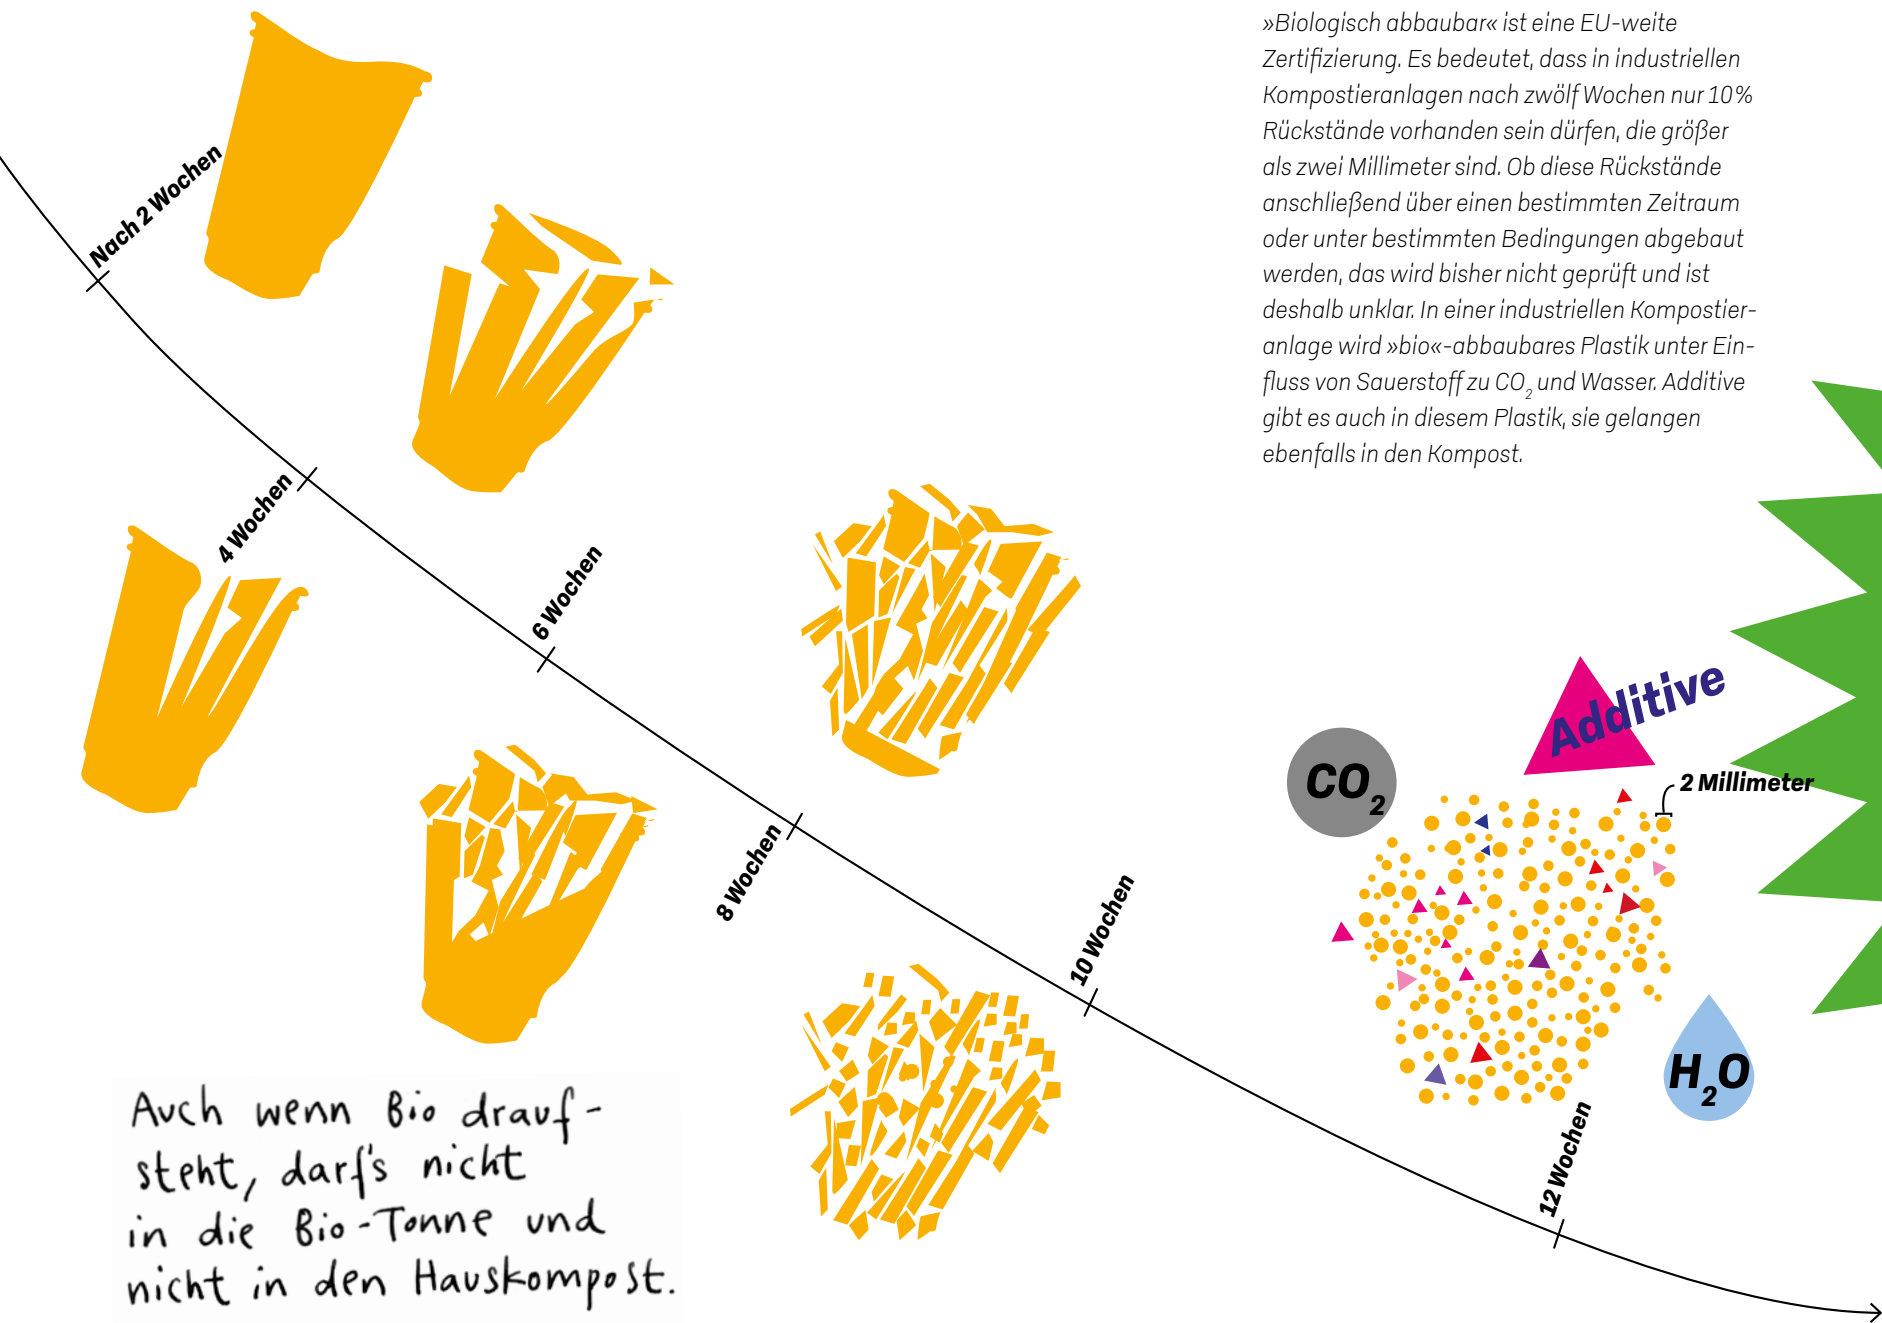 »Biologisch abbaubar« ist eine EU-weite
Zertifizierung. Es bedeutet, dass in industriellen
Kompostieranlagen nach zwölf Wochen nur 10%
Rückstände vorhanden sein dürfen, die größer
als zwei Millimeter sind. Ob diese Rückstände
anschließend über einen bestimmten Zeitraum
oder unter bestimmten Bedingungen abgebaut
werden, das wird bisher nicht geprüft und ist
deshalb unklar. In einer industriellen Kompostier-
anlage wird »bio«-abbaubares Plastik unter Ein-
fluss von Sauerstoff zu CO₂ und Wasser. Additive
gibt es auch in diesem Plastik, sie gelangen
ebenfalls in den Kompost.
Nach 2 Wochen
4 Wochen
6 Wochen
8 Wochen
10 Wochen
12 Wochen
Additive
CO₂
2 Millimeter
H₂O
Auch wenn Bio drauf-
steht, darf's nicht
in die Bio-Tonne und
nicht in den Hauskompost.